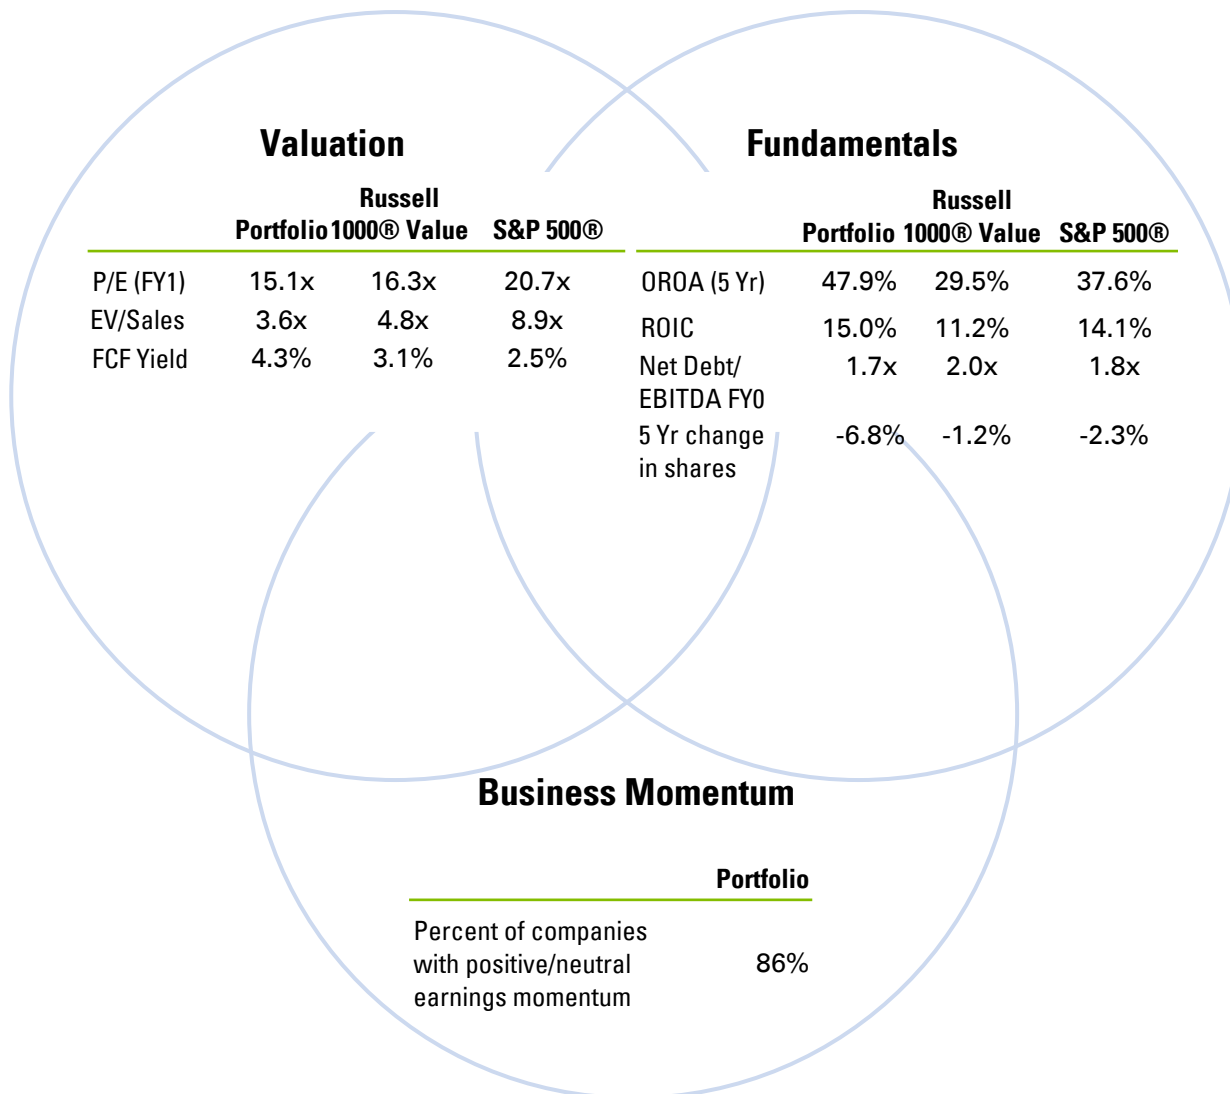 Valuation
Russell
Portfolio 1000® Value S&P 500®
P/E (FY1) 15.1x 16.3x 20.7x
EV/Sales 3.6x 4.8x 8.9x
FCF Yield 4.3% 3.1% 2.5%
Fundamentals
Russell
Portfolio 1000® Value S&P 500®
OROA (5 Yr) 47.9% 29.5% 37.6%
ROIC 15.0% 11.2% 14.1%
Net Debt/ 1.7x 2.0x 1.8x
EBITDA FY0
5 Yr change -6.8% -1.2% -2.3%
in shares
Business Momentum
Portfolio
Percent of companies
with positive/neutral 86%
earnings momentum